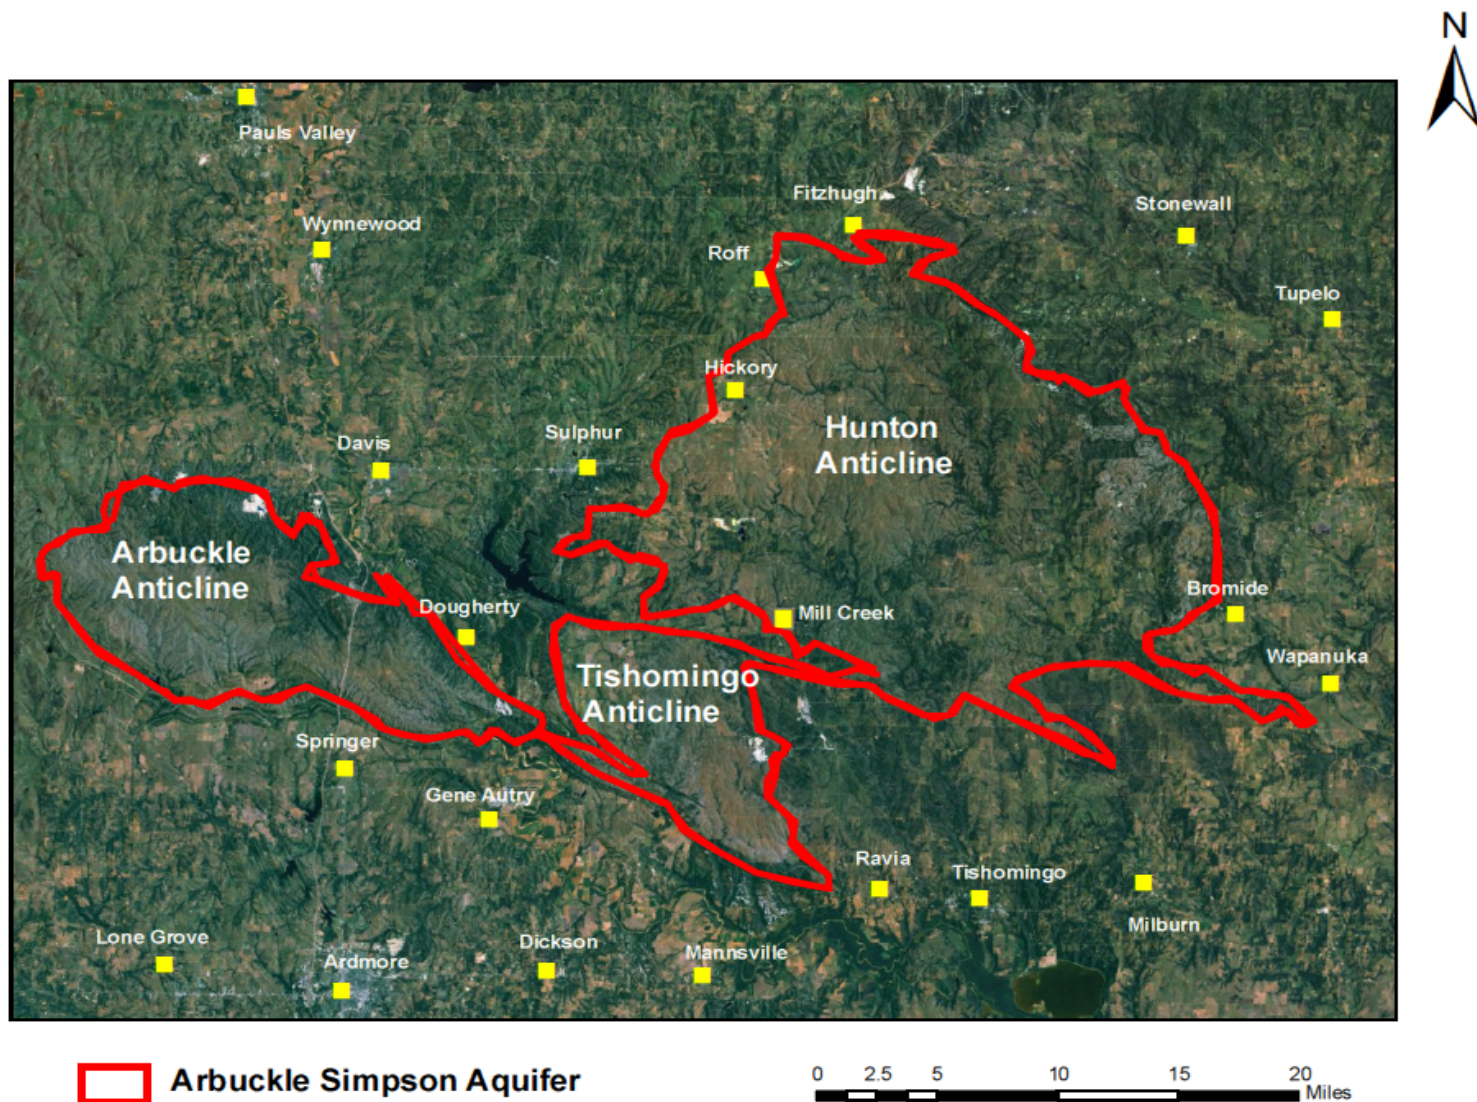 N
Pauls Valley
Fitzhugh
Stonewall
Wynnewood
Roff
Tupelo
Hickory
Hunton
Anticline
Sulphur
Davis
Arbuckle
Anticline
Bromide
Dougherty
Mill Creek
Wapanuka
Tishomingo
Anticline
Springer
Gene Autry
Ravia
Tishomingo
Milburn
Lone Grove
Dickson
Mannsville
Ardmore
Arbuckle Simpson Aquifer
0 2.5 5 10 15 20
Miles